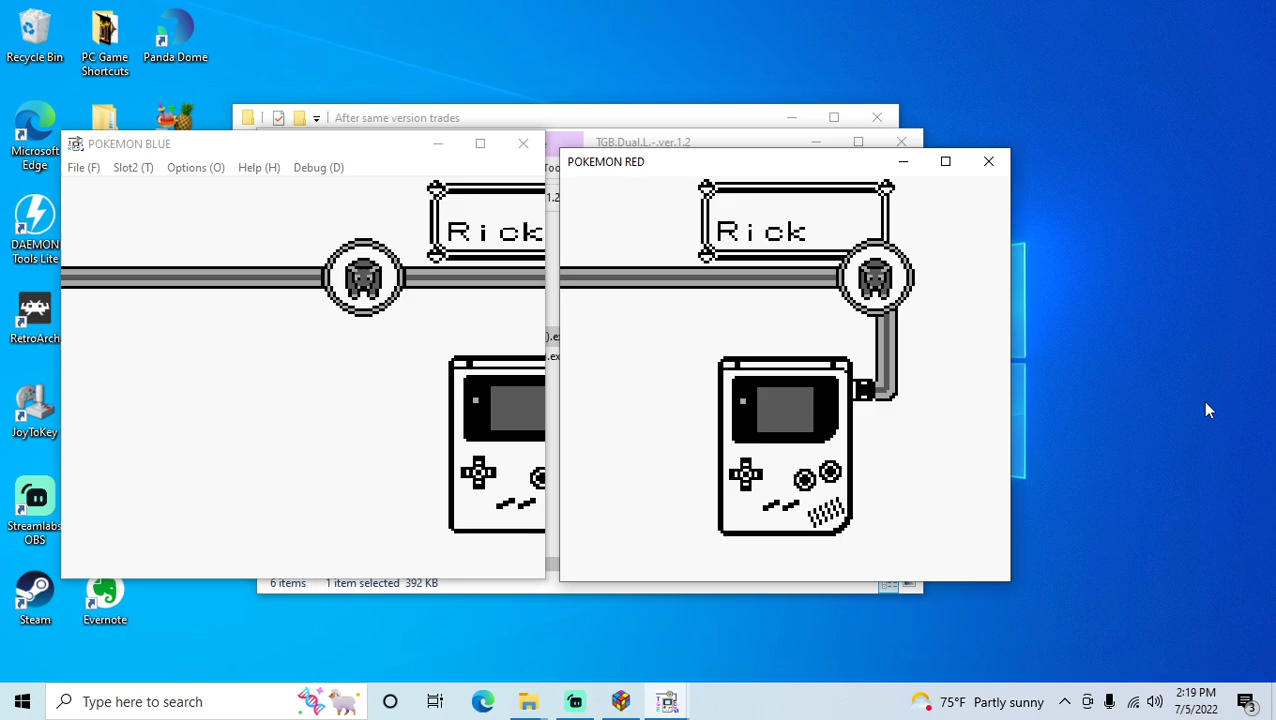 Recycle Bin
PC Game
Shortcuts
Panda Dome
Microsoft
Edge
DAEMON
Tools Lite
RetroArch
JoyToKey
Streamlabs
OBS
Steam
Evernote
After same version trades
TGB.Dual.L.-.ver.1.2
POKEMON BLUE
File (F)
Slot2 (T)
Options (O)
Help (H)
Debug (D)
Rick
POKEMON RED
Rick
6 items
1 item selected 392 KB
Type here to search
75°F Partly sunny
2:19 PM
7/5/2022
3